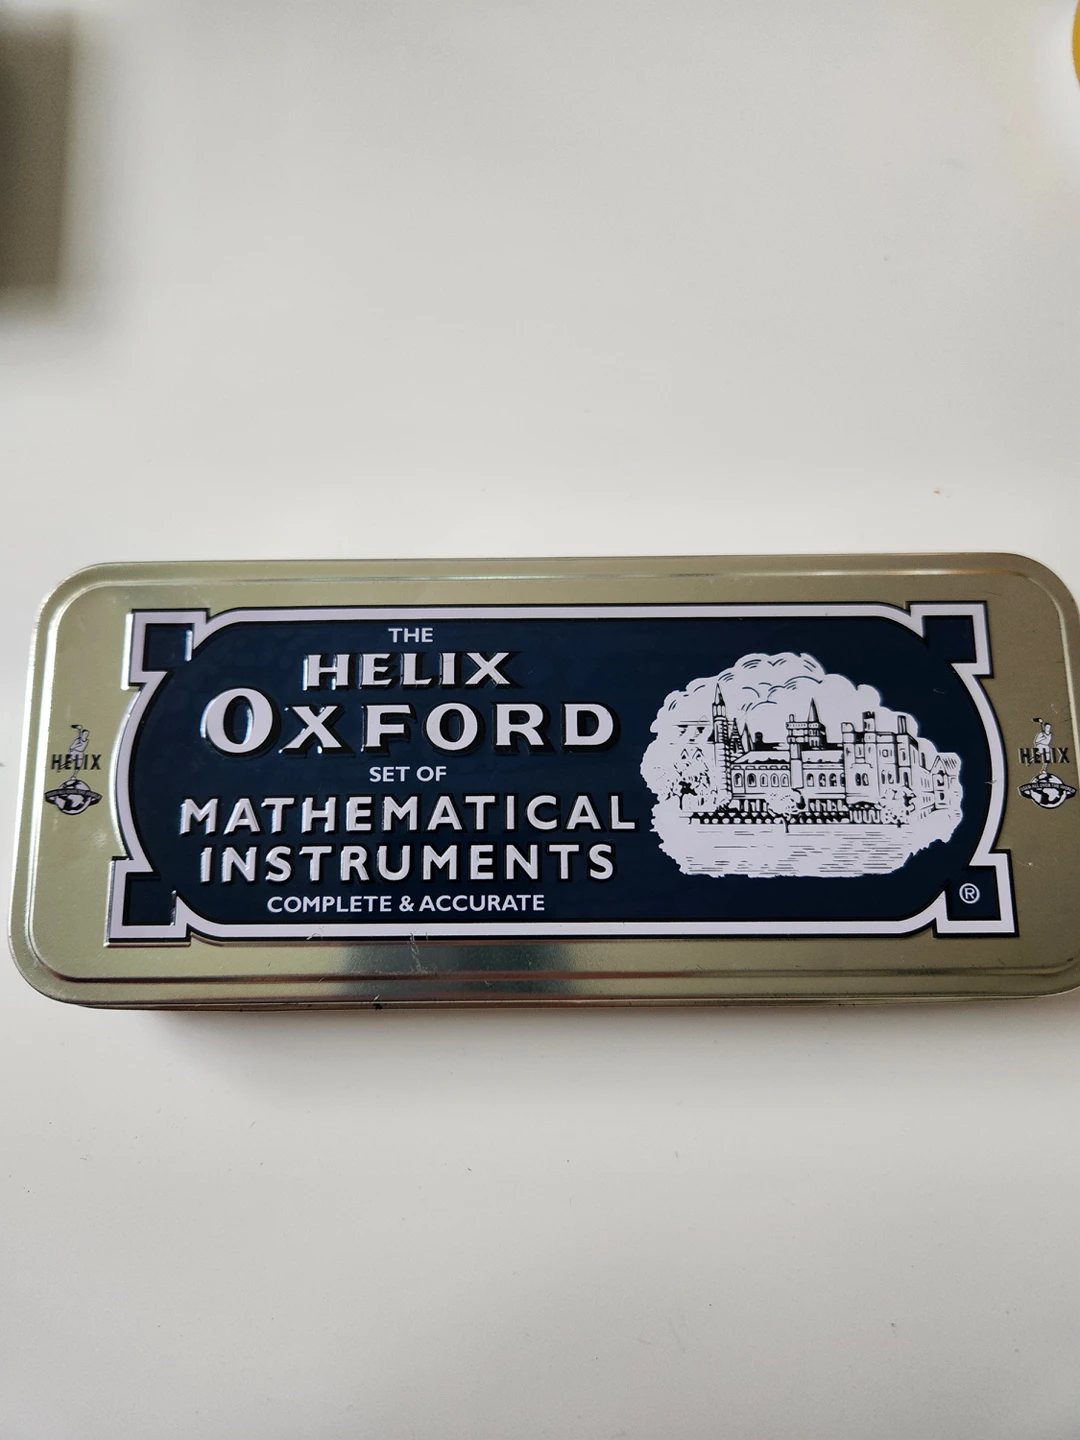 THE
HELIX
OXFORD
SET OF
MATHEMATICAL
INSTRUMENTS
COMPLETE & ACCURATE
®
HELIX
HELIX